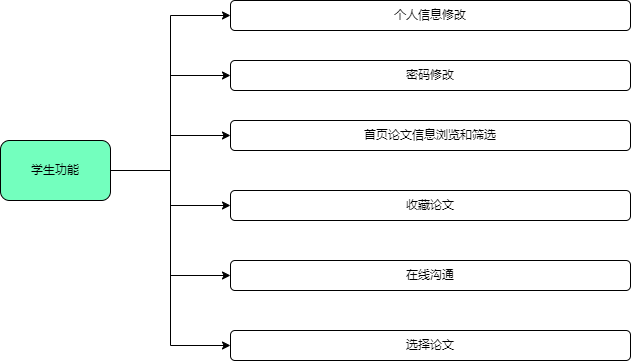 个人信息修改
密码修改
首页论文信息浏览和筛选
学生功能
收藏论文
在线沟通
选择论文